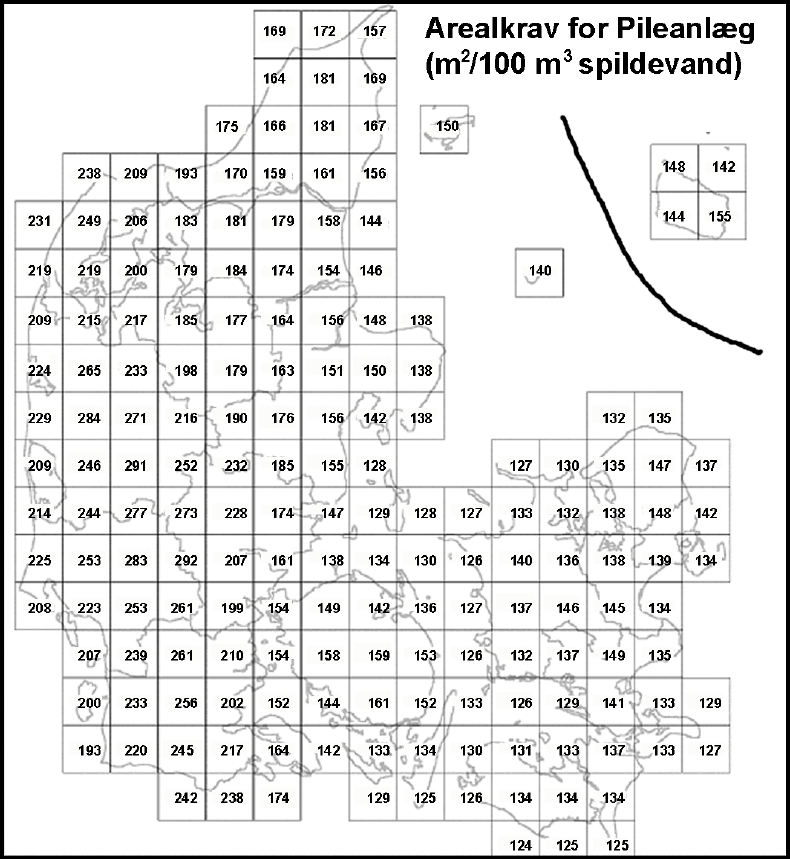 Arealkrav for Pileanlæg
(m²/100 m³ spildevand)
169 172 157
164 181 169
175 166 181 167 150
238 209 193 170 159 161 156 148 142
231 249 206 183 181 179 158 144 144 155
219 219 200 179 184 174 154 146 140
209 215 217 185 177 164 156 148 138
224 265 233 198 179 163 151 150 138
229 284 271 216 190 176 156 142 138 132 135
209 246 291 252 232 185 155 128 127 130 135 147 137
214 244 277 273 228 174 147 129 128 127 133 132 138 148 142
225 253 283 292 207 161 138 134 130 126 140 136 138 139 134
208 223 253 261 199 154 149 142 136 127 137 146 145 134
207 239 261 210 154 158 159 153 126 132 137 149 135
200 233 256 202 152 144 161 152 133 126 129 141 133 129
193 220 245 217 164 142 133 134 130 131 133 137 133 127
242 238 174 129 125 126 134 134 134
124 125 125